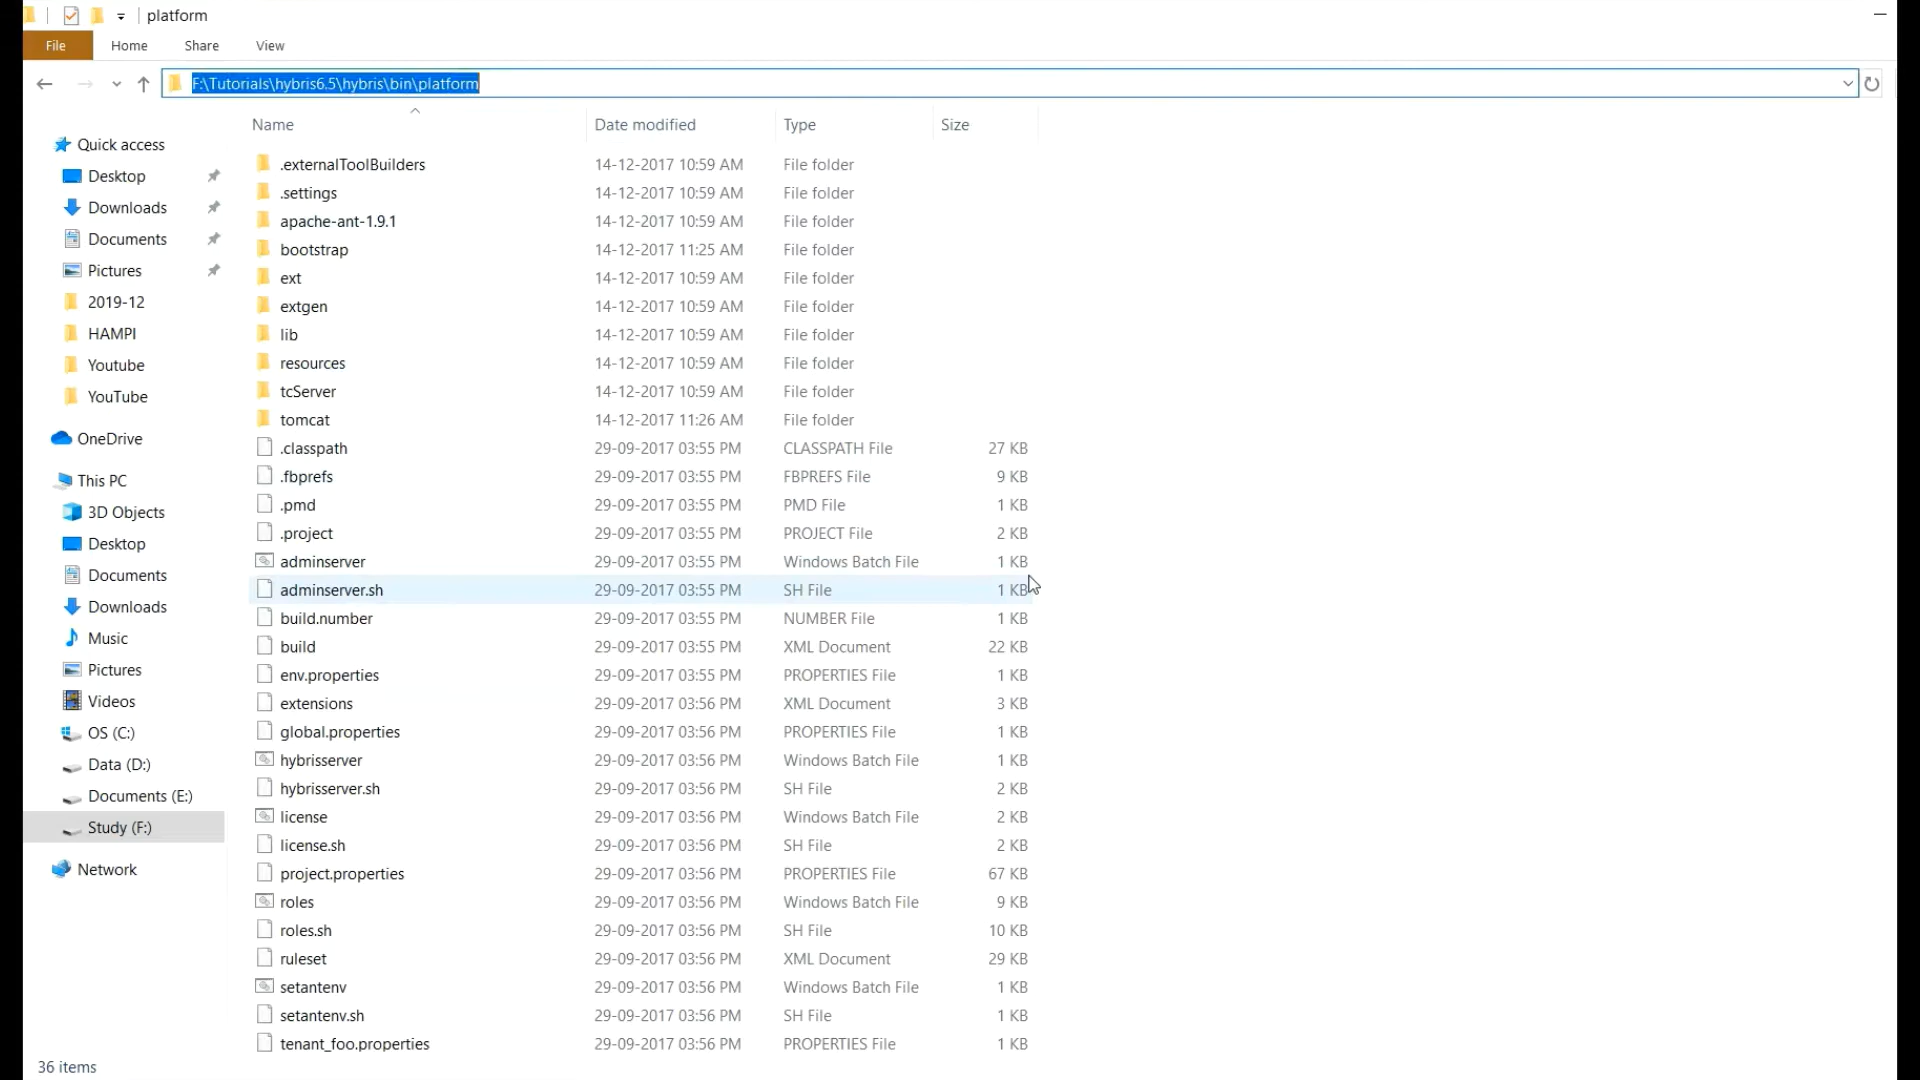 platform
File Home Share View
F:\Tutorials\hybris6.5\hybris\bin\platform
Name Date modified Type Size
Quick access
Desktop
Downloads
Documents
Pictures
2019-12
HAMPI
Youtube
YouTube
OneDrive
This PC
3D Objects
Desktop
Documents
Downloads
Music
Pictures
Videos
OS (C:)
Data (D:)
Documents (E:)
Study (F:)
Network
.externalToolBuilders 14-12-2017 10:59 AM File folder
.settings 14-12-2017 10:59 AM File folder
apache-ant-1.9.1 14-12-2017 10:59 AM File folder
bootstrap 14-12-2017 11:25 AM File folder
ext 14-12-2017 10:59 AM File folder
extgen 14-12-2017 10:59 AM File folder
lib 14-12-2017 10:59 AM File folder
resources 14-12-2017 10:59 AM File folder
tcServer 14-12-2017 10:59 AM File folder
tomcat 14-12-2017 11:26 AM File folder
.classpath 29-09-2017 03:55 PM CLASSPATH File 27 KB
.fbprefs 29-09-2017 03:55 PM FBPREFS File 9 KB
.pmd 29-09-2017 03:55 PM PMD File 1 KB
.project 29-09-2017 03:55 PM PROJECT File 2 KB
adminserver 29-09-2017 03:55 PM Windows Batch File 1 KB
adminserver.sh 29-09-2017 03:55 PM SH File 1 KB
build.number 29-09-2017 03:55 PM NUMBER File 1 KB
build 29-09-2017 03:55 PM XML Document 22 KB
env.properties 29-09-2017 03:55 PM PROPERTIES File 1 KB
extensions 29-09-2017 03:56 PM XML Document 3 KB
global.properties 29-09-2017 03:56 PM PROPERTIES File 1 KB
hybrisserver 29-09-2017 03:56 PM Windows Batch File 1 KB
hybrisserver.sh 29-09-2017 03:56 PM SH File 2 KB
license 29-09-2017 03:56 PM Windows Batch File 2 KB
license.sh 29-09-2017 03:56 PM SH File 2 KB
project.properties 29-09-2017 03:56 PM PROPERTIES File 67 KB
roles 29-09-2017 03:56 PM Windows Batch File 9 KB
roles.sh 29-09-2017 03:56 PM SH File 10 KB
ruleset 29-09-2017 03:56 PM XML Document 29 KB
setantenv 29-09-2017 03:56 PM Windows Batch File 1 KB
setantenv.sh 29-09-2017 03:56 PM SH File 1 KB
tenant_foo.properties 29-09-2017 03:56 PM PROPERTIES File 1 KB
36 items